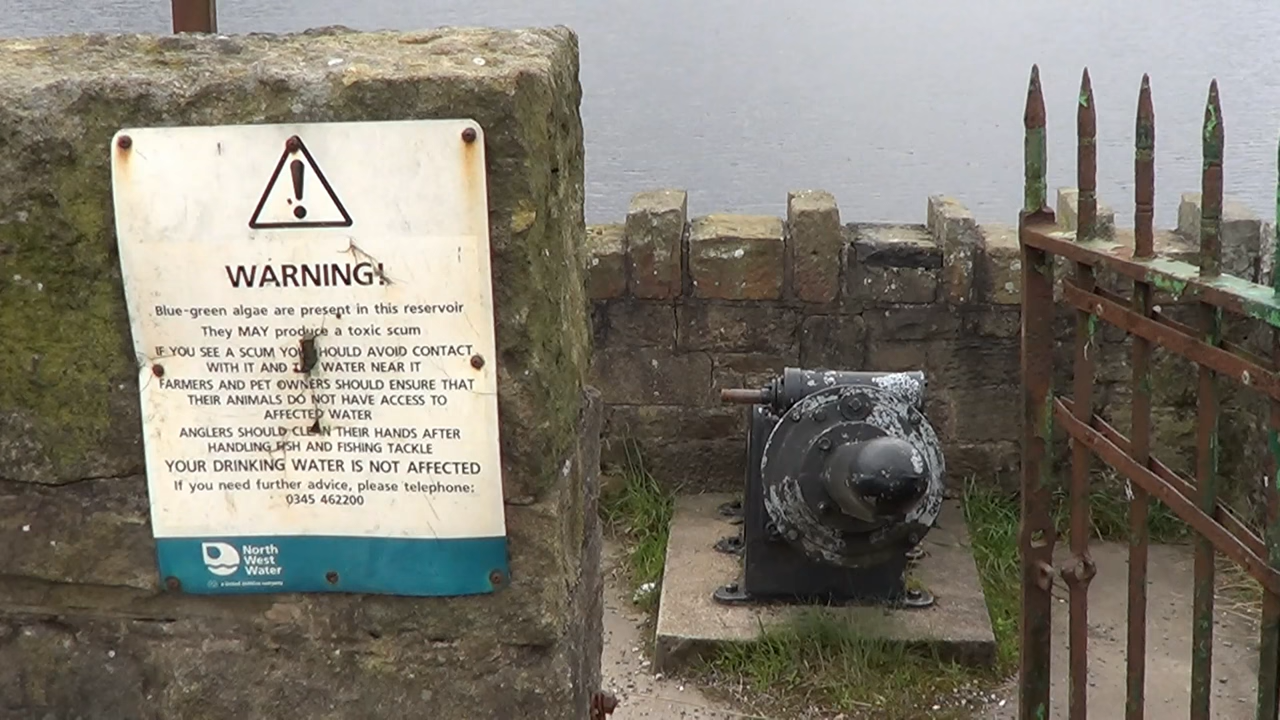 WARNING!
Blue-green algae are present in this reservoir
They MAY produce a toxic scum
IF YOU SEE A SCUM YOU SHOULD AVOID CONTACT
WITH IT AND THE WATER NEAR IT
FARMERS AND PET OWNERS SHOULD ENSURE THAT
THEIR ANIMALS DO NOT HAVE ACCESS TO
AFFECTED WATER
ANGLERS SHOULD CLEAN THEIR HANDS AFTER
HANDLING FISH AND FISHING TACKLE
YOUR DRINKING WATER IS NOT AFFECTED
If you need further advice, please telephone:
0345 462200
North
West
Water
a United Utilities company